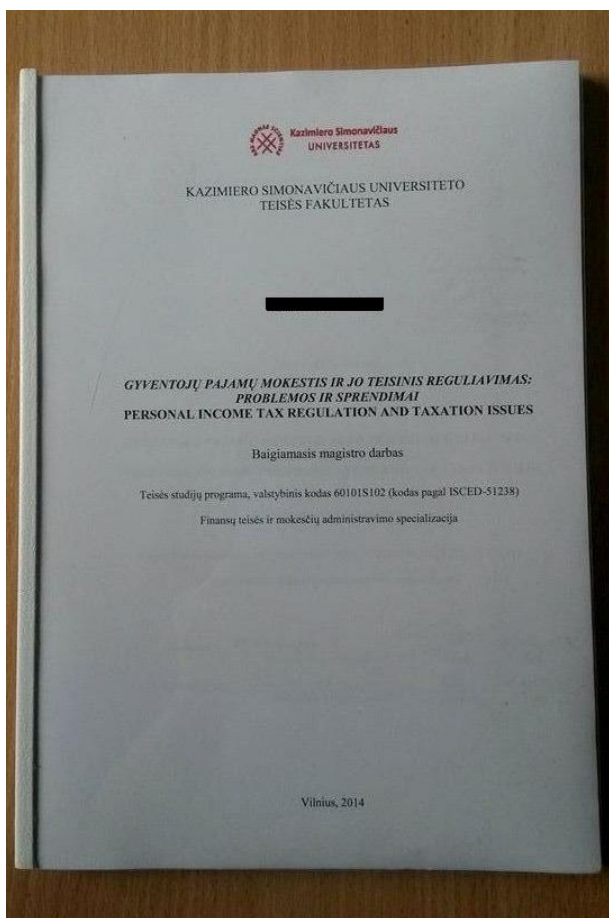 Kazimiero Simonavičiaus
UNIVERSITETAS
KAZIMIERO SIMONAVIČIAUS UNIVERSITETO
TEISĖS FAKULTETAS
GYVENTOJŲ PAJAMŲ MOKESTIS IR JO TEISINIS REGULIAVIMAS:
PROBLEMOS IR SPRENDIMAI
PERSONAL INCOME TAX REGULATION AND TAXATION ISSUES
Baigiamasis magistro darbas
Teisės studijų programa, valstybinis kodas 60101S102 (kodas pagal ISCED-51238)
Finansų teisės ir mokesčių administravimo specializacija
Vilnius, 2014